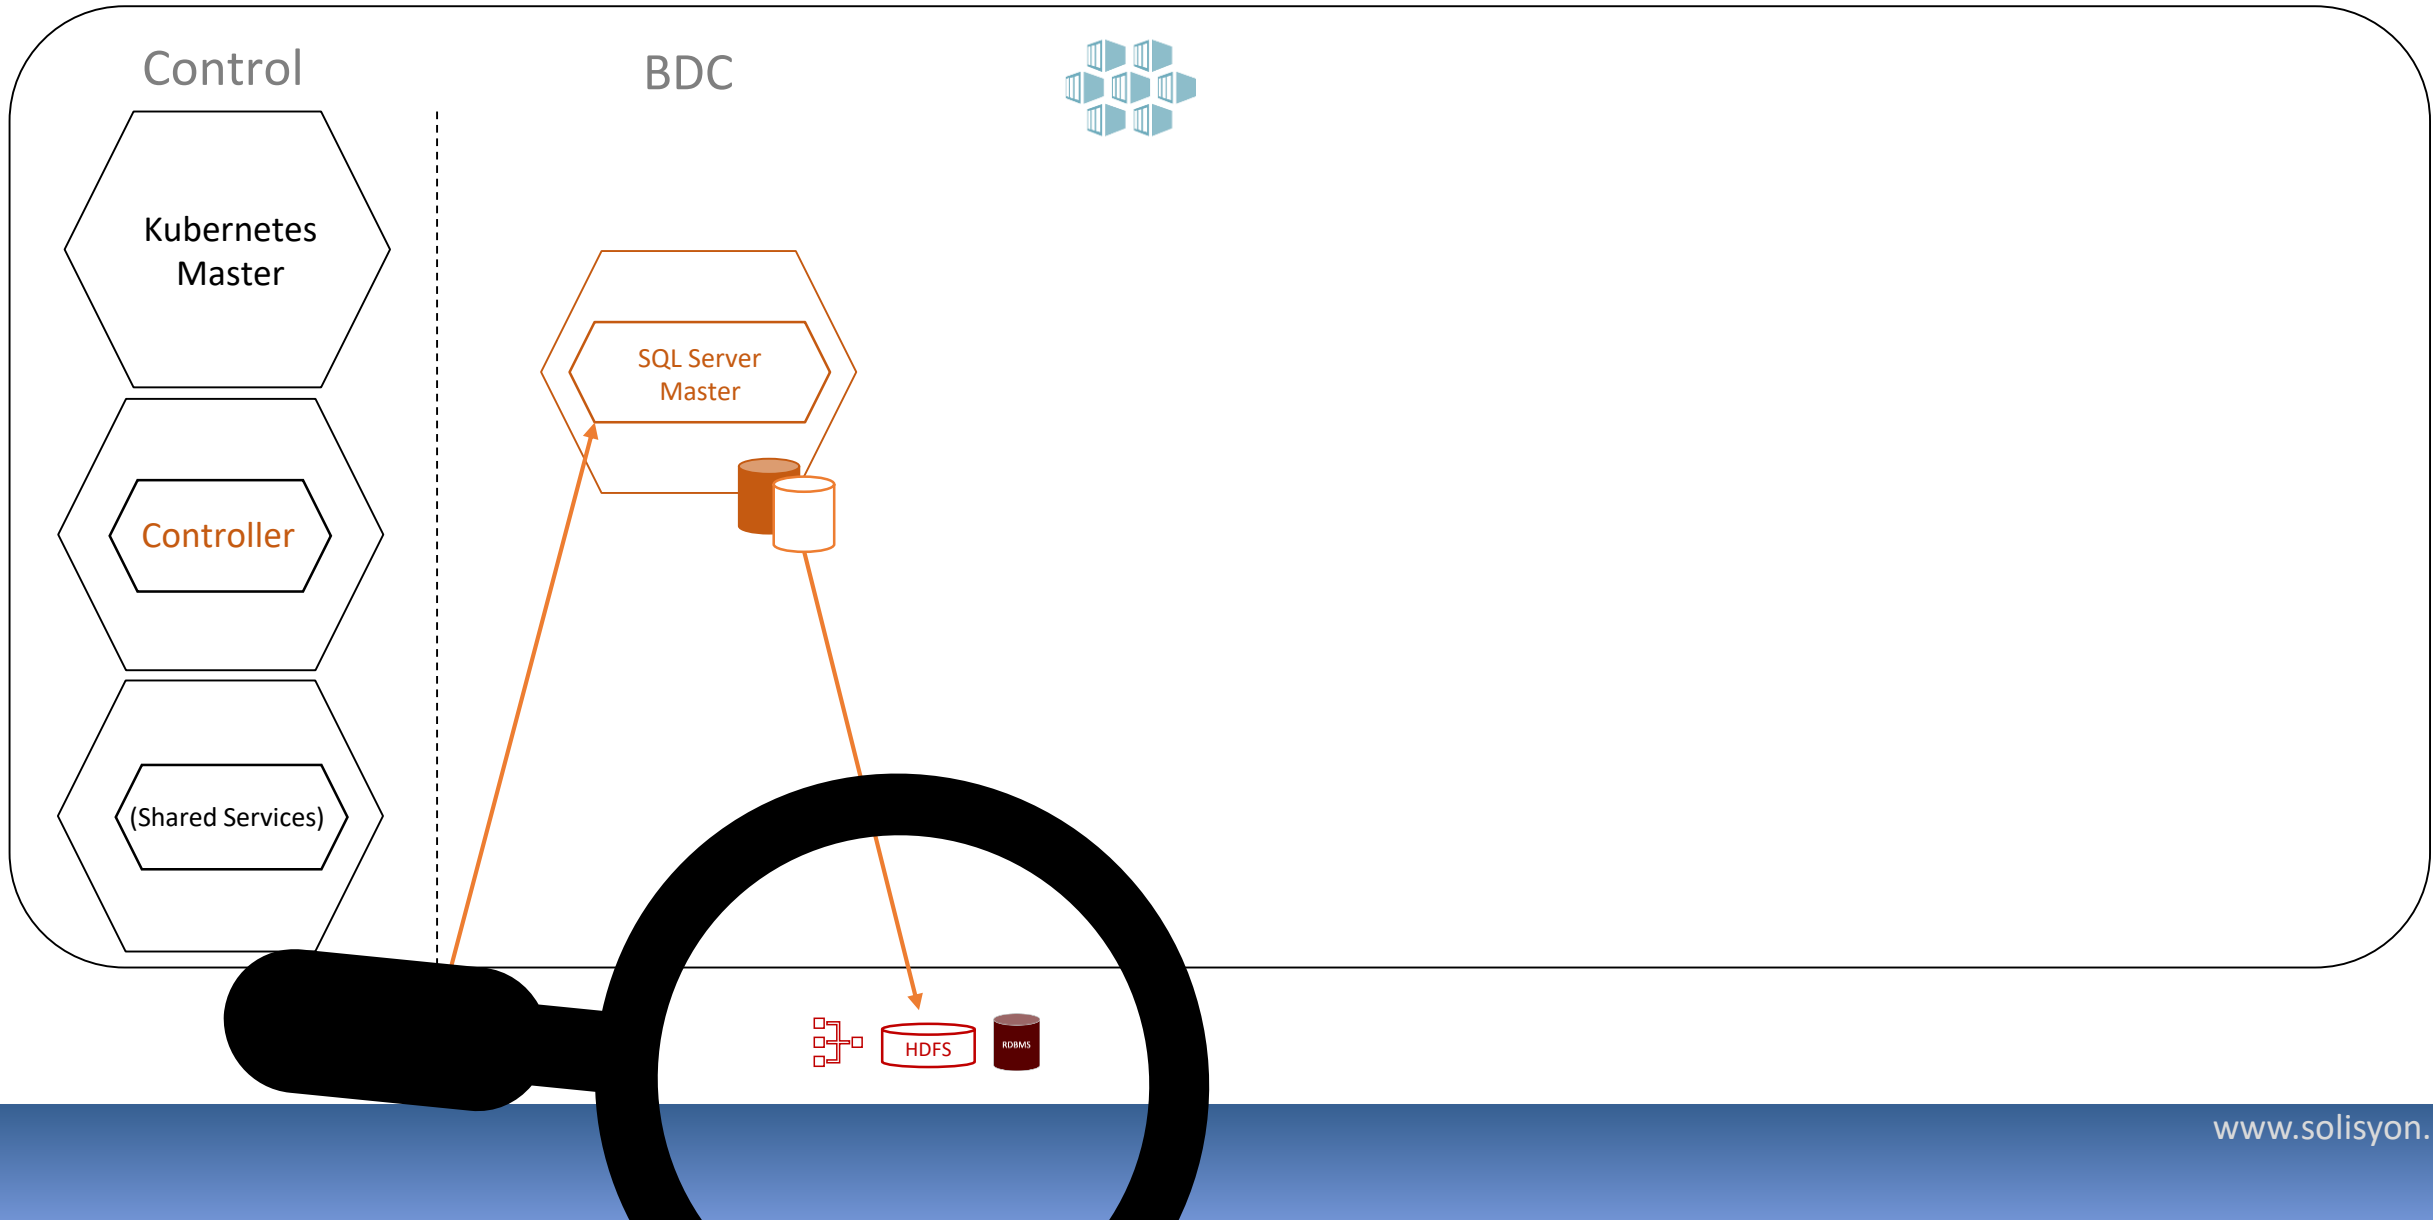 Control
BDC
Kubernetes
Master
SQL Server
Master
Controller
(Shared Services)
HDFS
RDBMS
www.solisyon.